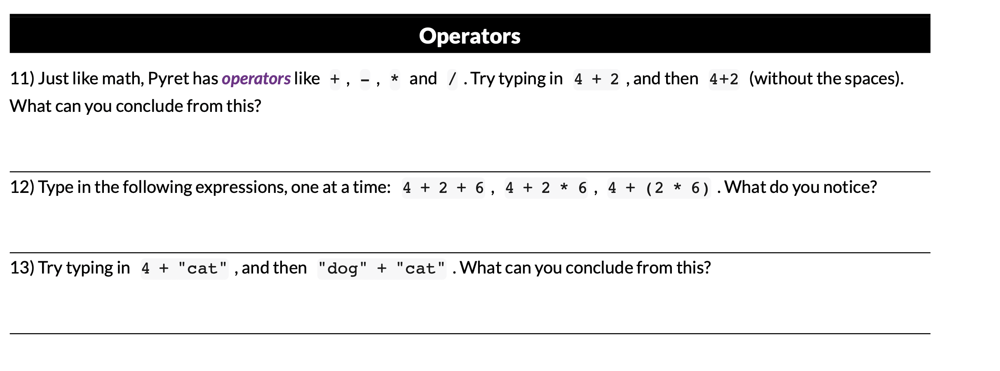 Operators
11) Just like math, Pyret has operators like + , - , * and / . Try typing in 4 + 2 , and then 4+2 (without the spaces).
What can you conclude from this?
12) Type in the following expressions, one at a time: 4 + 2 + 6 , 4 + 2 * 6 , 4 + (2 * 6) . What do you notice?
13) Try typing in 4 + "cat" , and then "dog" + "cat" . What can you conclude from this?